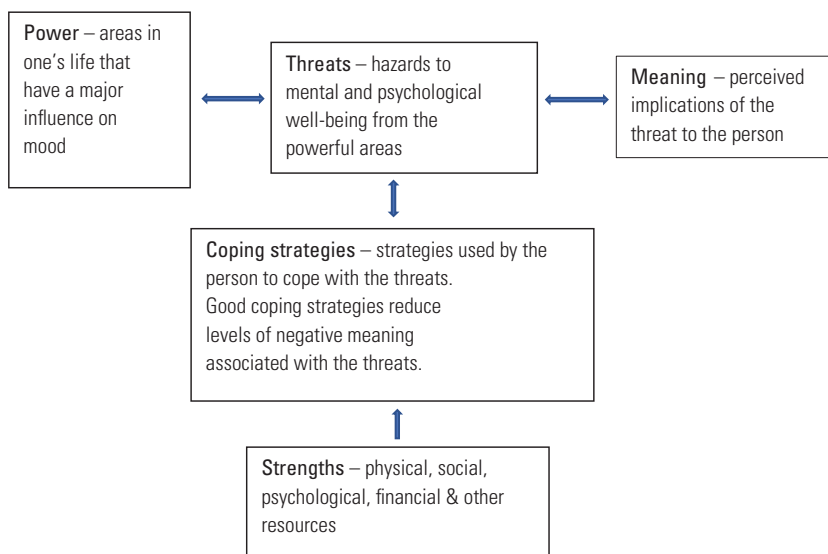 Power – areas in
one's life that
have a major
influence on
mood
Threats – hazards to
mental and psychological
well-being from the
powerful areas
Meaning – perceived
implications of the
threat to the person
Coping strategies – strategies used by the
person to cope with the threats.
Good coping strategies reduce
levels of negative meaning
associated with the threats.
Strengths – physical, social,
psychological, financial & other
resources